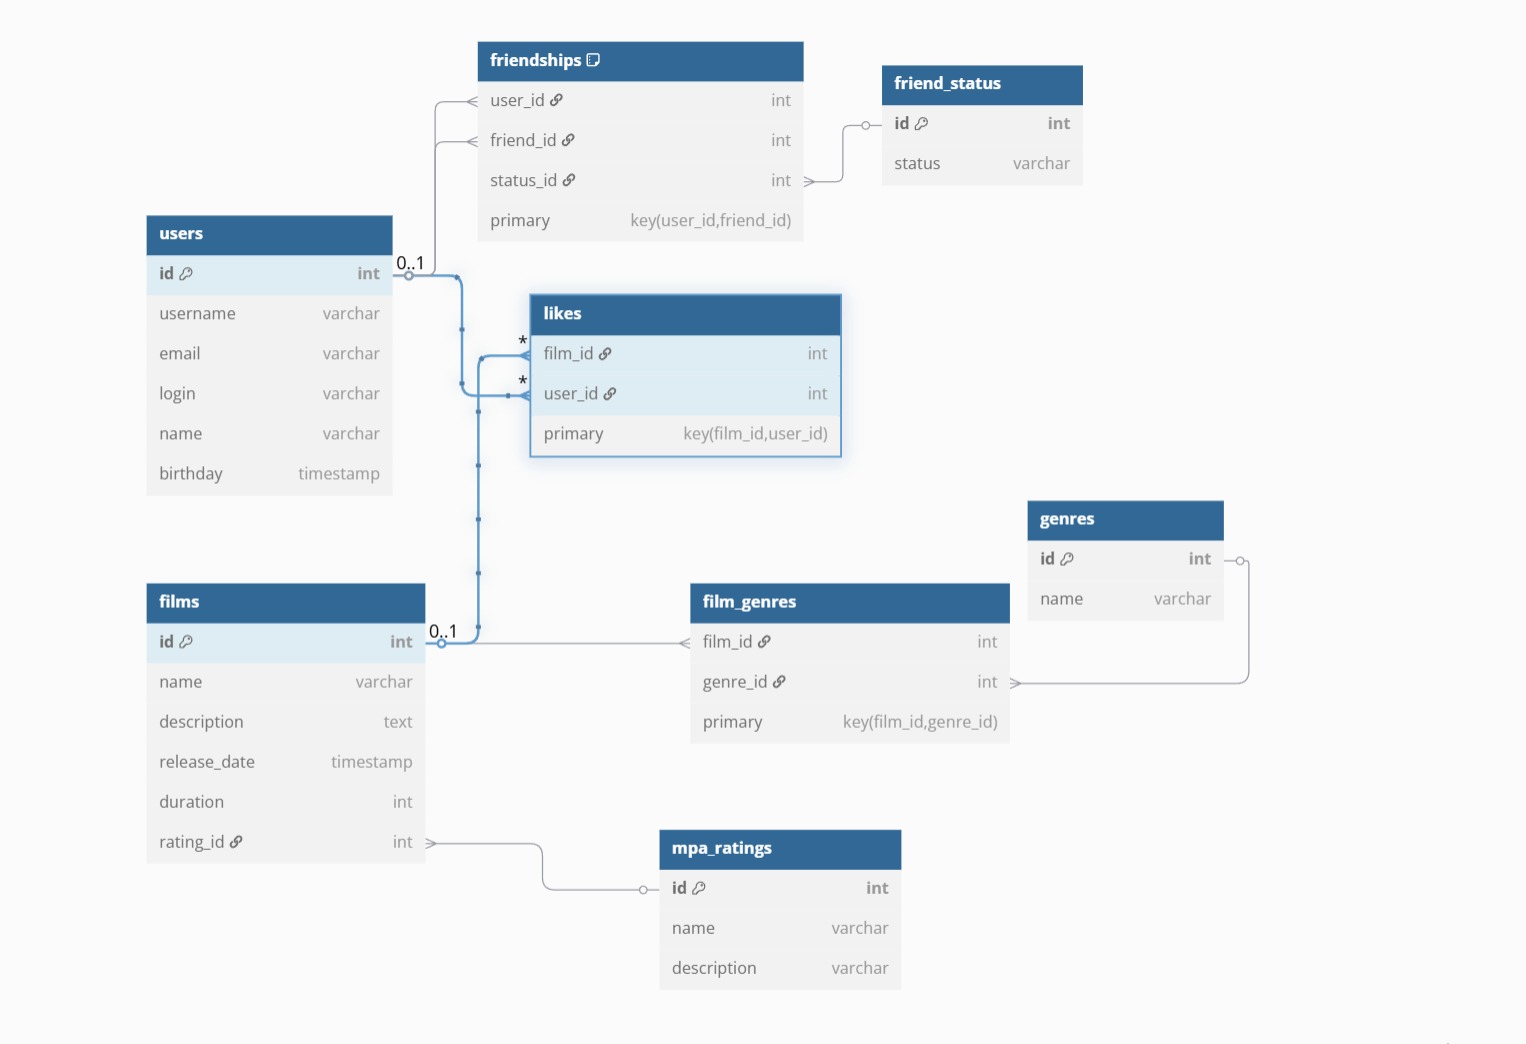 friendships
user_id int
friend_id int
status_id int
primary key(user_id,friend_id)
friend_status
id int
status varchar
users
id int
username varchar
email varchar
login varchar
name varchar
birthday timestamp
0..1
*
*
likes
film_id int
user_id int
primary key(film_id,user_id)
genres
id int
name varchar
films
id int
name varchar
description text
release_date timestamp
duration int
rating_id int
0..1
film_genres
film_id int
genre_id int
primary key(film_id,genre_id)
mpa_ratings
id int
name varchar
description varchar